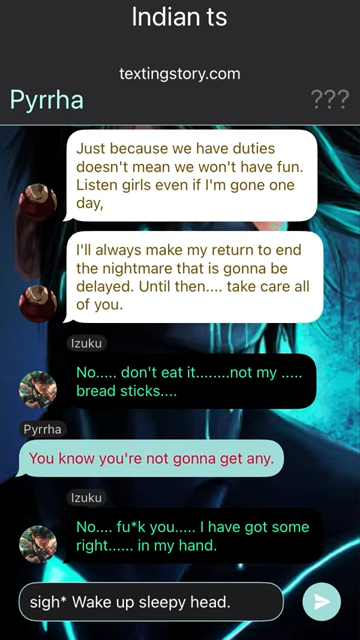 Indian ts
textingstory.com
Pyrrha ???
Just because we have duties
doesn't mean we won't have fun.
Listen girls even if I'm gone one
day,
I'll always make my return to end
the nightmare that is gonna be
delayed. Until then.... take care all
of you.
Izuku
No..... don't eat it........not my .....
bread sticks....
Pyrrha
You know you're not gonna get any.
Izuku
No.... fu*k you..... I have got some
right...... in my hand.
sigh* Wake up sleepy head.